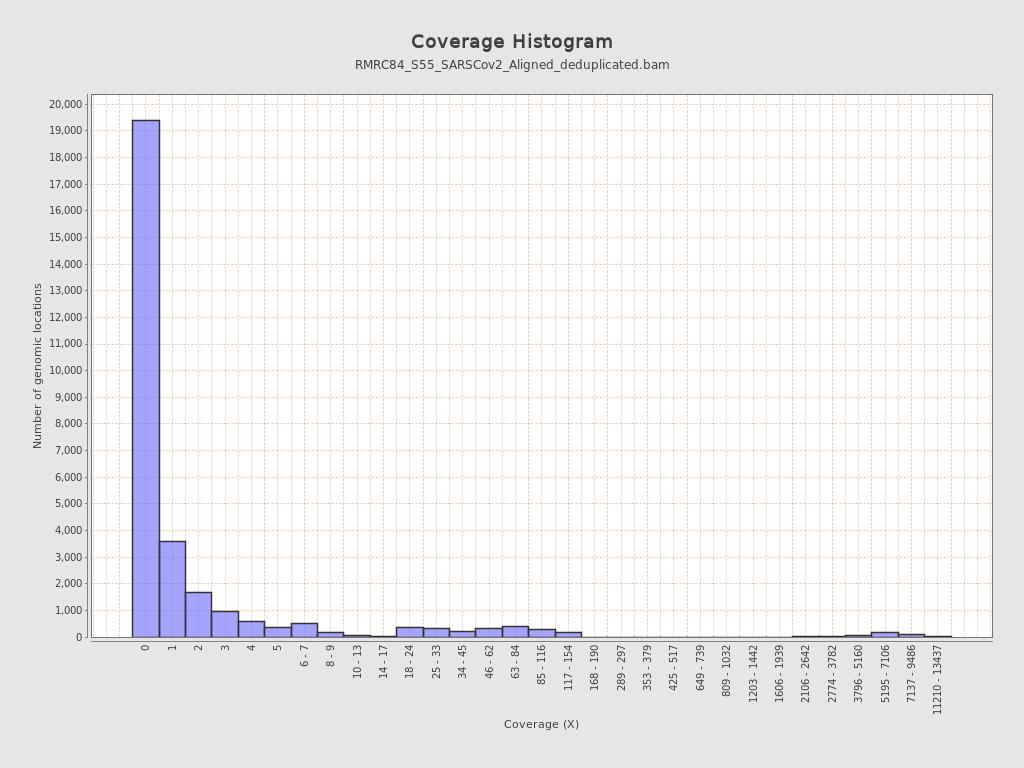 Coverage Histogram
RMRC84_S55_SARSCov2_Aligned_deduplicated.bam
20,000
19,000
18,000
17,000
16,000
15,000
14,000
13,000
12,000
11,000
10,000
9,000
8,000
7,000
6,000
5,000
4,000
3,000
2,000
1,000
0
Number of genomic locations
0
1
2
3
4
5
6 - 7
8 - 9
10 - 13
14 - 17
18 - 24
25 - 33
34 - 45
46 - 62
63 - 84
85 - 116
117 - 154
168 - 190
289 - 297
353 - 379
425 - 517
649 - 739
809 - 1032
1203 - 1442
1606 - 1939
2106 - 2642
2774 - 3782
3796 - 5160
5195 - 7106
7137 - 9486
11210 - 13437
Coverage (X)